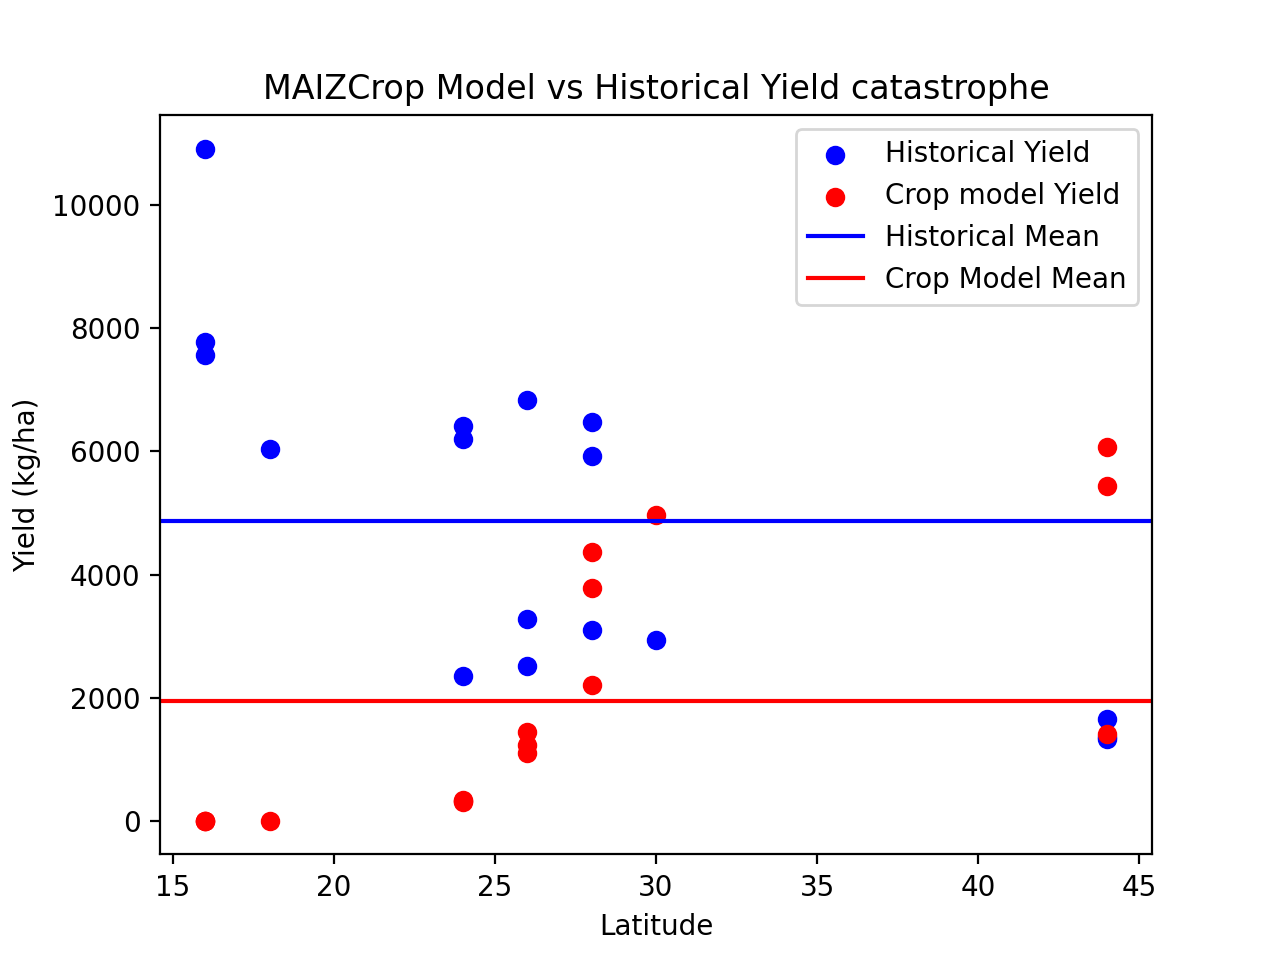 MAIZCrop Model vs Historical Yield catastrophe
Historical Yield
Crop model Yield
Historical Mean
Crop Model Mean
Yield (kg/ha)
10000
8000
6000
4000
2000
0
15 20 25 30 35 40 45
Latitude